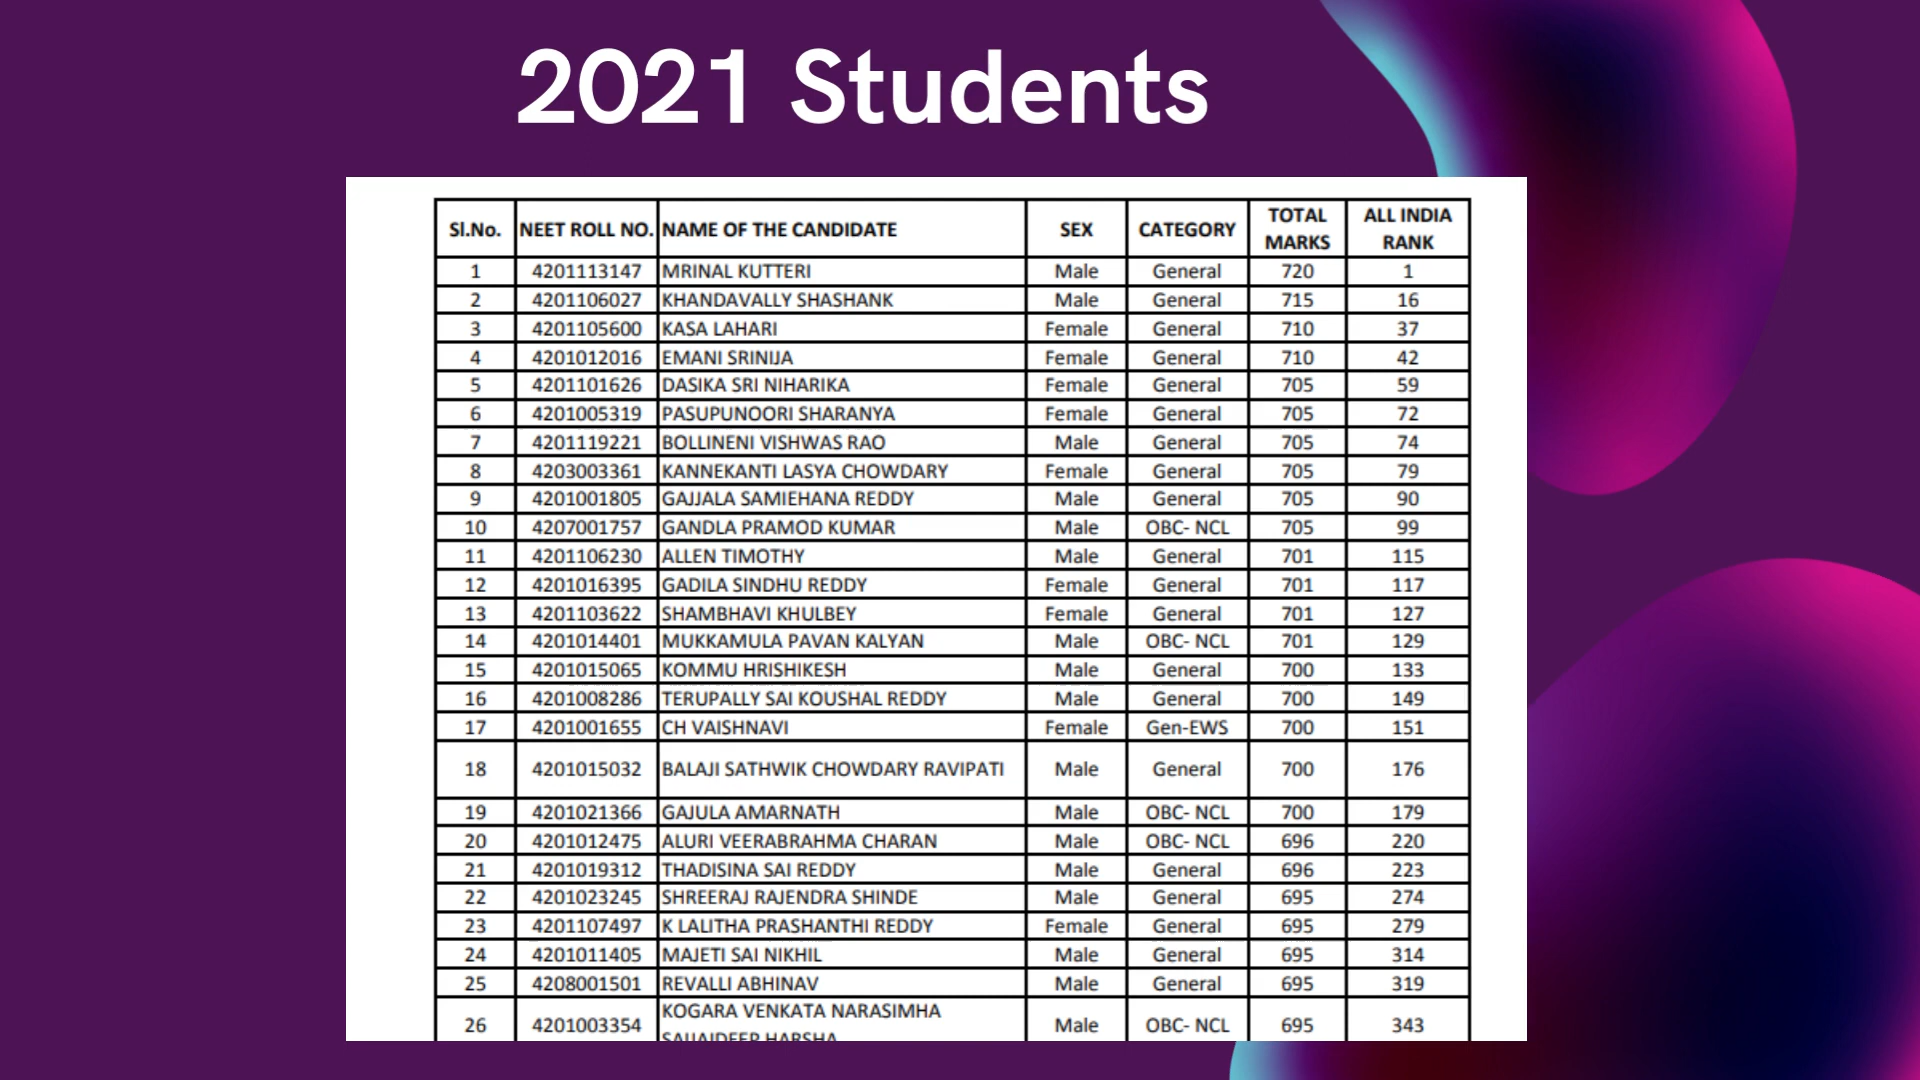 2021 Students
Sl.No. NEET ROLL NO. NAME OF THE CANDIDATE SEX CATEGORY TOTAL MARKS ALL INDIA RANK
1 4201113147 MRINAL KUTTERI Male General 720 1
2 4201106027 KHANDAVALLY SHASHANK Male General 715 16
3 4201105600 KASA LAHARI Female General 710 37
4 4201012016 EMANI SRINIJA Female General 710 42
5 4201101626 DASIKA SRI NIHARIKA Female General 705 59
6 4201005319 PASUPUNOORI SHARANYA Female General 705 72
7 4201119221 BOLLINENI VISHWAS RAO Male General 705 74
8 4203003361 KANNEKANTI LASYA CHOWDARY Female General 705 79
9 4201001805 GAJJALA SAMIEHANA REDDY Male General 705 90
10 4207001757 GANDLA PRAMOD KUMAR Male OBC- NCL 705 99
11 4201106230 ALLEN TIMOTHY Male General 701 115
12 4201016395 GADILA SINDHU REDDY Female General 701 117
13 4201103622 SHAMBHAVI KHULBEY Female General 701 127
14 4201014401 MUKKAMULA PAVAN KALYAN Male OBC- NCL 701 129
15 4201015065 KOMMU HRISHIKESH Male General 700 133
16 4201008286 TERUPALLY SAI KOUSHAL REDDY Male General 700 149
17 4201001655 CH VAISHNAVI Female Gen-EWS 700 151
18 4201015032 BALAJI SATHWIK CHOWDARY RAVIPATI Male General 700 176
19 4201021366 GAJULA AMARNATH Male OBC- NCL 700 179
20 4201012475 ALURI VEERABRAHMA CHARAN Male OBC- NCL 696 220
21 4201019312 THADISINA SAI REDDY Male General 696 223
22 4201023245 SHREERAJ RAJENDRA SHINDE Male General 695 274
23 4201107497 K LALITHA PRASHANTHI REDDY Female General 695 279
24 4201011405 MAJETI SAI NIKHIL Male General 695 314
25 4208001501 REVALLI ABHINAV Male General 695 319
26 4201003354 KOGARA VENKATA NARASIMHA Male OBC- NCL 695 343
HARSHA